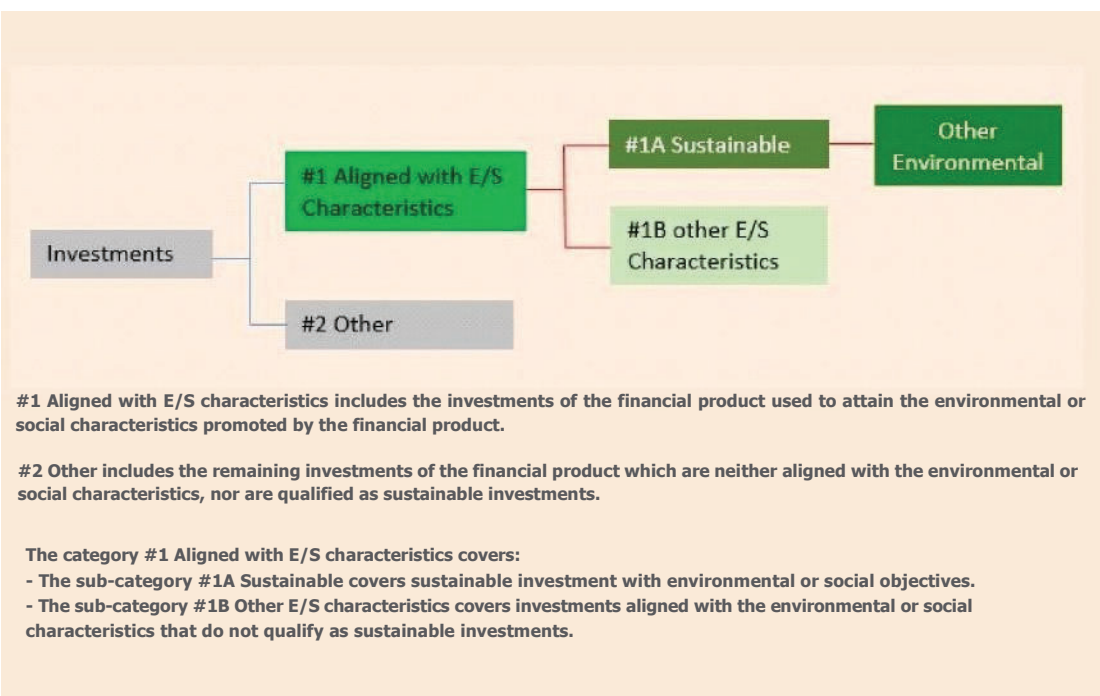 Other
Environmental
#1A Sustainable
#1 Aligned with E/S
Characteristics
#1B other E/S
Characteristics
Investments
#2 Other
#1 Aligned with E/S characteristics includes the investments of the financial product used to attain the environmental or
social characteristics promoted by the financial product.
#2 Other includes the remaining investments of the financial product which are neither aligned with the environmental or
social characteristics, nor are qualified as sustainable investments.
The category #1 Aligned with E/S characteristics covers:
- The sub-category #1A Sustainable covers sustainable investment with environmental or social objectives.
- The sub-category #1B Other E/S characteristics covers investments aligned with the environmental or social
characteristics that do not qualify as sustainable investments.